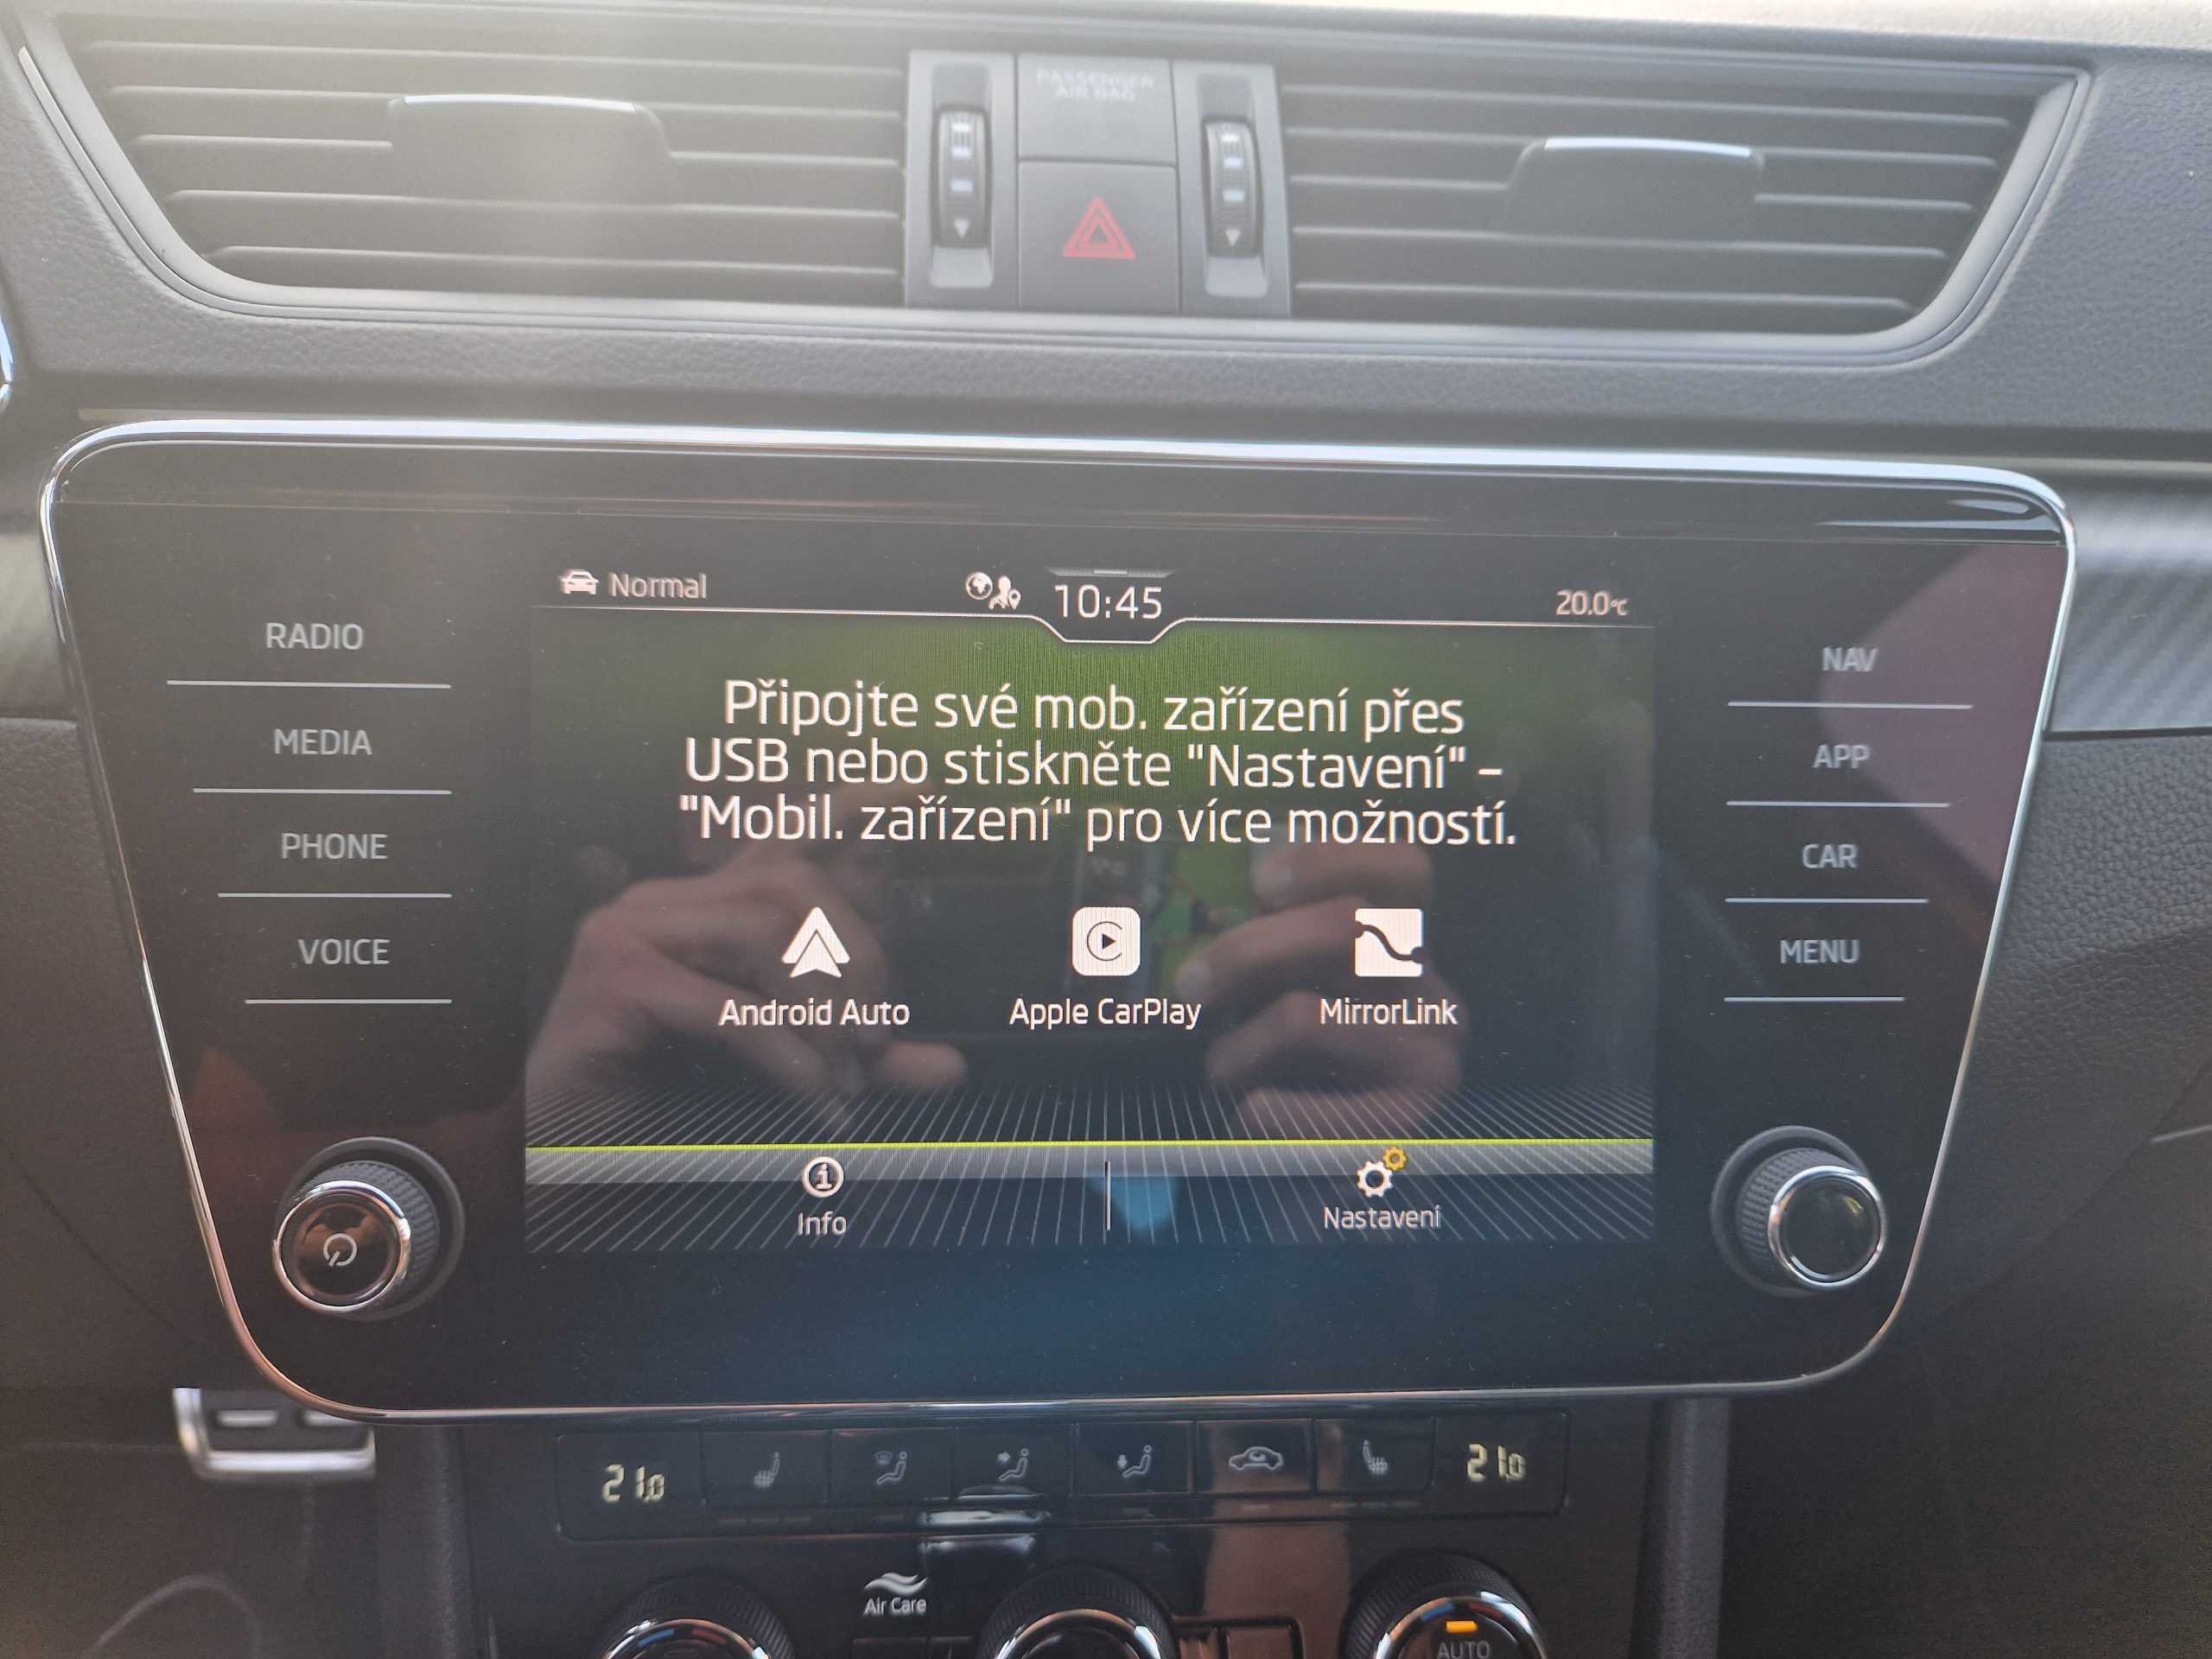 PASSENGER
AIR BAG
Normal
10:45
20.0°C
RADIO
MEDIA
PHONE
VOICE
Připojte své mob. zařízení přes
USB nebo stiskněte "Nastavení" –
"Mobil. zařízení" pro více možností.
Android Auto
Apple CarPlay
MirrorLink
Info
Nastavení
NAV
APP
CAR
MENU
21.0
21.0
Air Care
AUTO